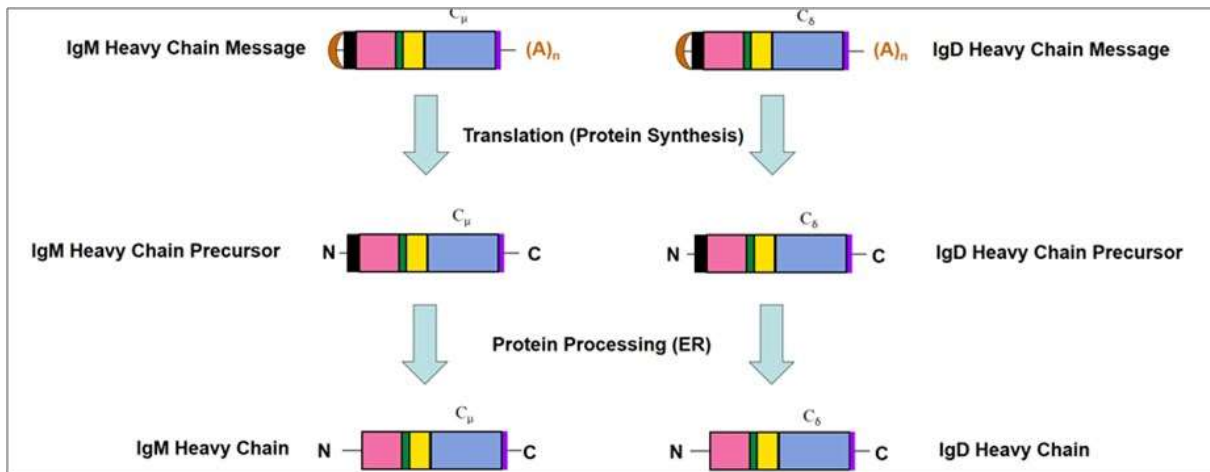 Cμ Cδ
IgM Heavy Chain Message (A)n (A)n IgD Heavy Chain Message
Translation (Protein Synthesis)
Cμ Cδ
IgM Heavy Chain Precursor N C N C IgD Heavy Chain Precursor
Protein Processing (ER)
Cμ Cδ
IgM Heavy Chain N C N C IgD Heavy Chain